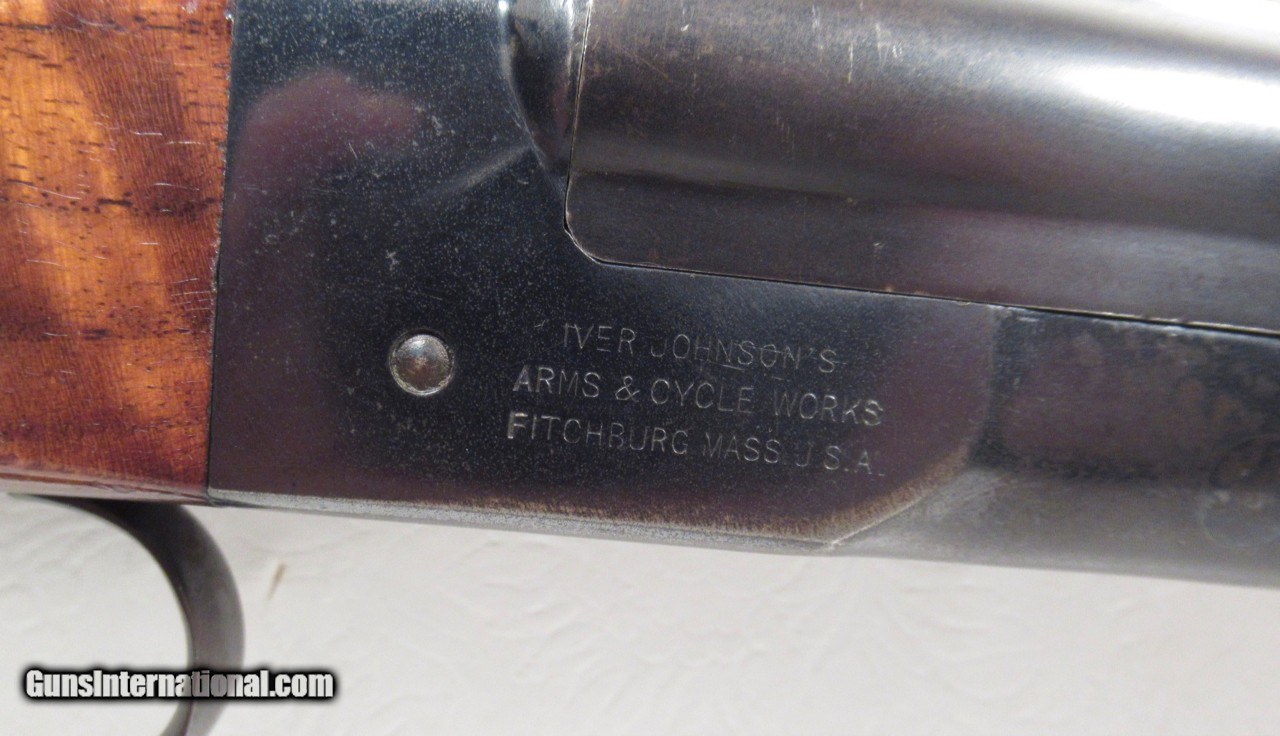 IVER JOHNSON'S
ARMS & CYCLE WORKS
FITCHBURG MASS. U.S.A.
GunsInternational.com